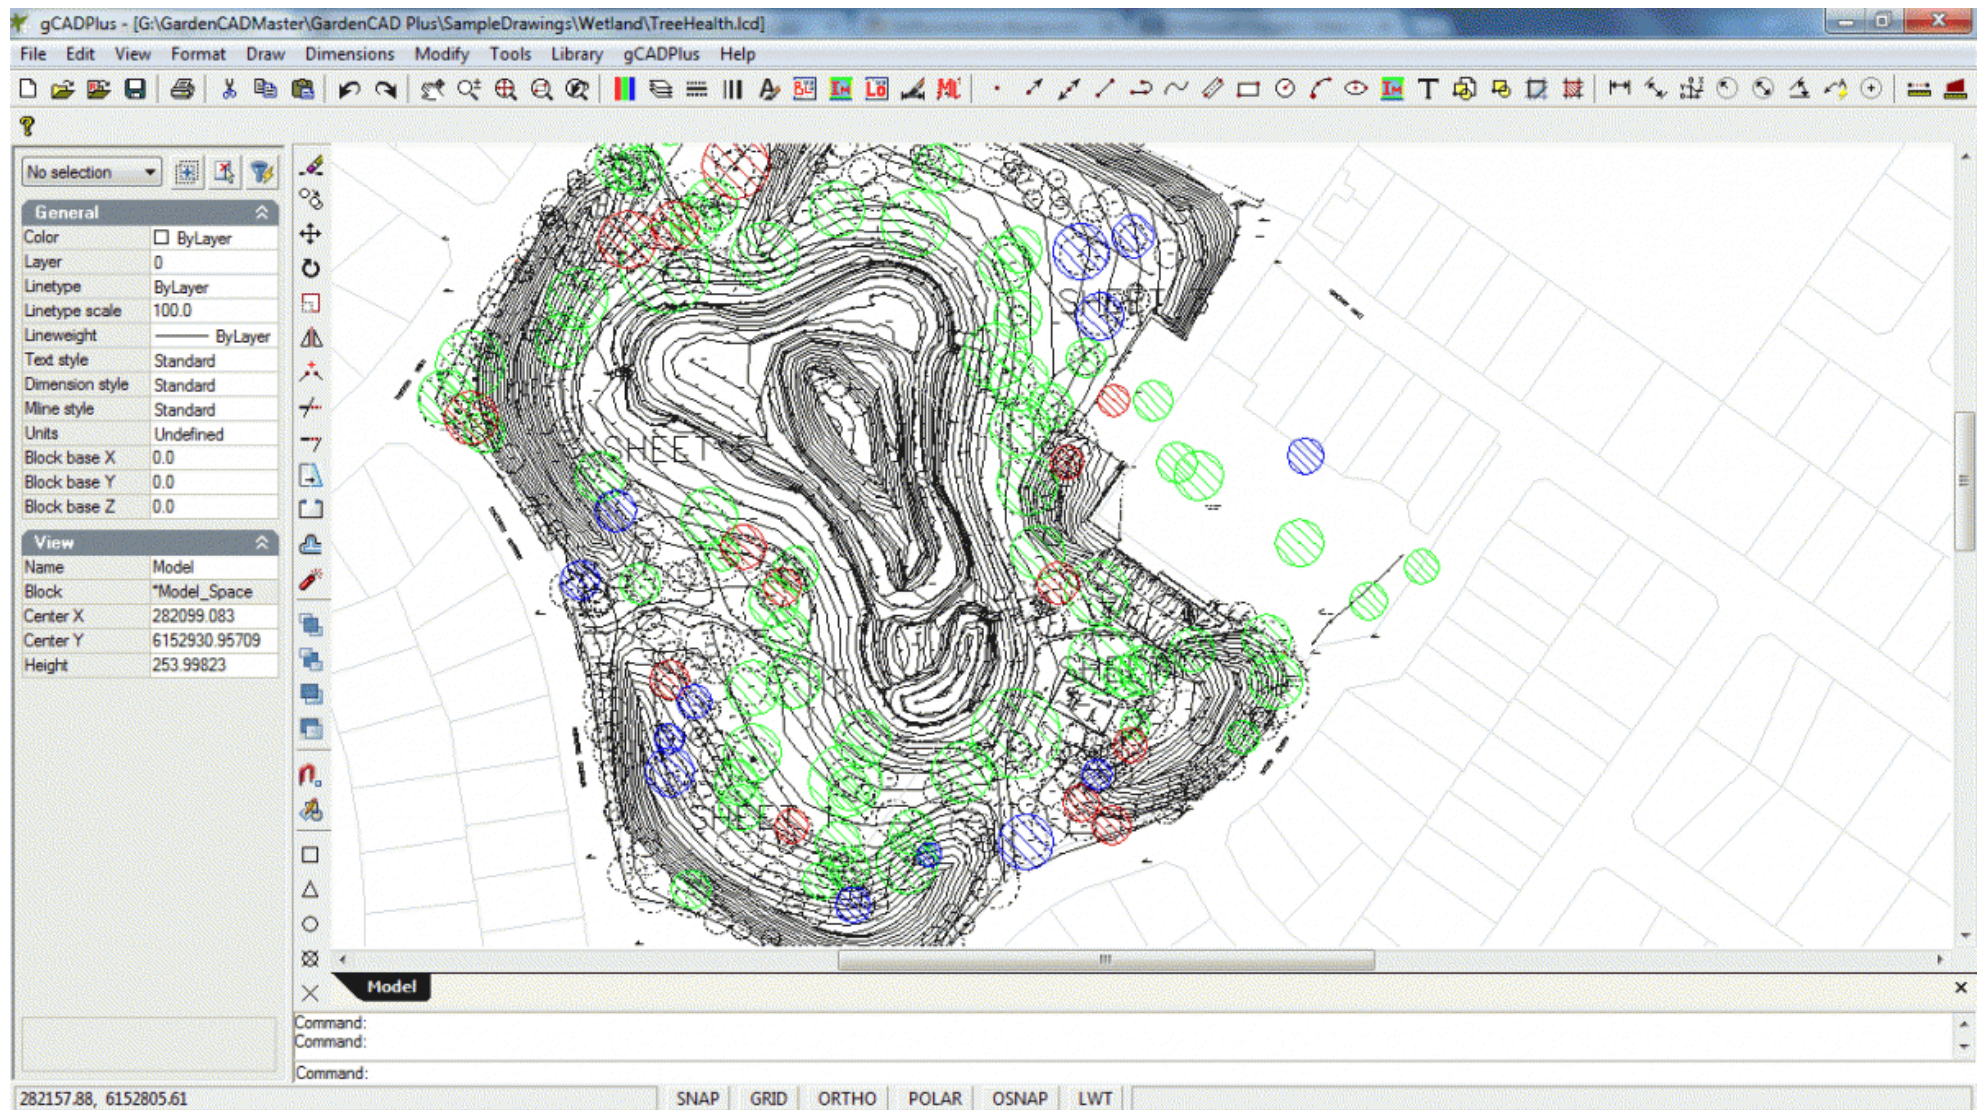 gCADPlus - [G:\GardenCADMaster\GardenCAD Plus\SampleDrawings\Wetland\TreeHealth.lcd]
File Edit View Format Draw Dimensions Modify Tools Library gCADPlus Help
No selection
General
Color ByLayer
Layer 0
Linetype ByLayer
Linetype scale 100.0
Lineweight ByLayer
Text style Standard
Dimension style Standard
Mline style Standard
Units Undefined
Block base X 0.0
Block base Y 0.0
Block base Z 0.0
View
Name Model
Block *Model_Space
Center X 282099.083
Center Y 6152930.95709
Height 253.99823
SHEET 5
Model
Command:
Command:
Command:
282157.88, 6152805.61 SNAP GRID ORTHO POLAR OSNAP LWT